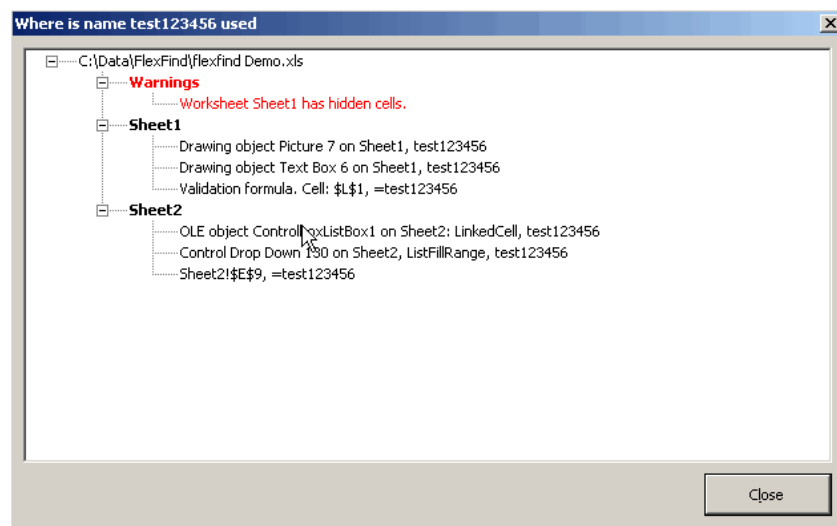 Where is name test123456 used
C:\Data\FlexFind\flexfind Demo.xls
Warnings
Worksheet Sheet1 has hidden cells.
Sheet1
Drawing object Picture 7 on Sheet1, test123456
Drawing object Text Box 6 on Sheet1, test123456
Validation formula. Cell: $L$1, =test123456
Sheet2
OLE object on Sheet2: LinkedCell, test123456
Control Drop Down 130 on Sheet2, ListFillRange, test123456
Sheet2!$E$9, =test123456
Close